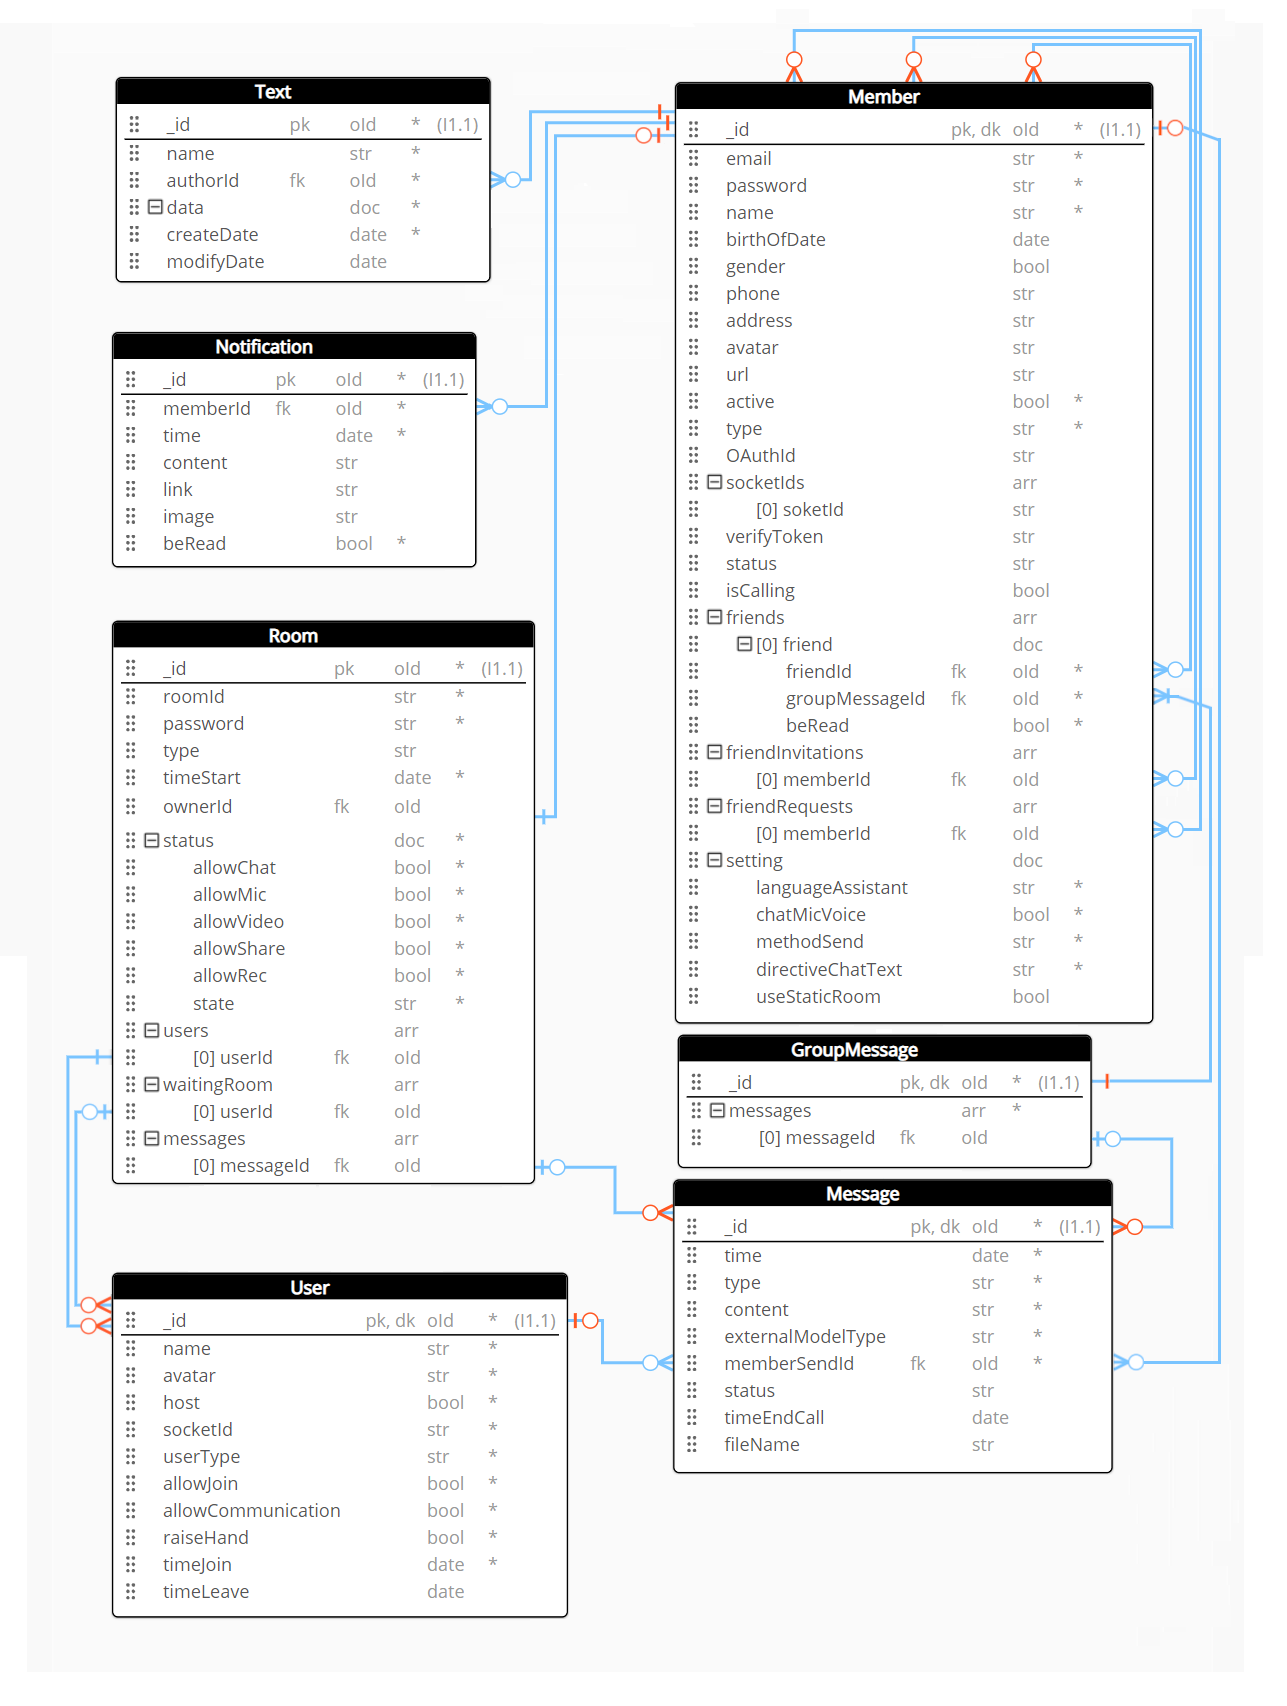 Text
_id pk oId * (I1.1)
name str *
authorId fk oId *
data doc *
createDate date *
modifyDate date
Notification
_id pk oId * (I1.1)
memberId fk oId *
time date *
content str
link str
image str
beRead bool *
Room
_id pk oId * (I1.1)
roomId str *
password str *
type str
timeStart date *
ownerId fk oId
status doc *
allowChat bool *
allowMic bool *
allowVideo bool *
allowShare bool *
allowRec bool *
state str *
users arr
[0] userId fk oId
waitingRoom arr
[0] userId fk oId
messages arr
[0] messageId fk oId
User
_id pk, dk oId * (I1.1)
name str *
avatar str *
host bool *
socketId str *
userType str *
allowJoin bool *
allowCommunication bool *
raiseHand bool *
timeJoin date *
timeLeave date
Member
_id pk, dk oId * (I1.1)
email str *
password str *
name str *
birthOfDate date
gender bool
phone str
address str
avatar str
url str
active bool *
type str *
OAuthId str
socketIds arr
[0] soketId str
verifyToken str
status str
isCalling bool
friends arr
[0] friend doc
friendId fk oId *
groupMessageId fk oId *
beRead bool *
friendInvitations arr
[0] memberId fk oId
friendRequests arr
[0] memberId fk oId
setting doc
languageAssistant str *
chatMicVoice bool *
methodSend str *
directiveChatText str *
useStaticRoom bool
GroupMessage
_id pk, dk oId * (I1.1)
messages arr *
[0] messageId fk oId
Message
_id pk, dk oId * (I1.1)
time date *
type str *
content str *
externalModelType str *
memberSendId fk oId *
status str
timeEndCall date
fileName str